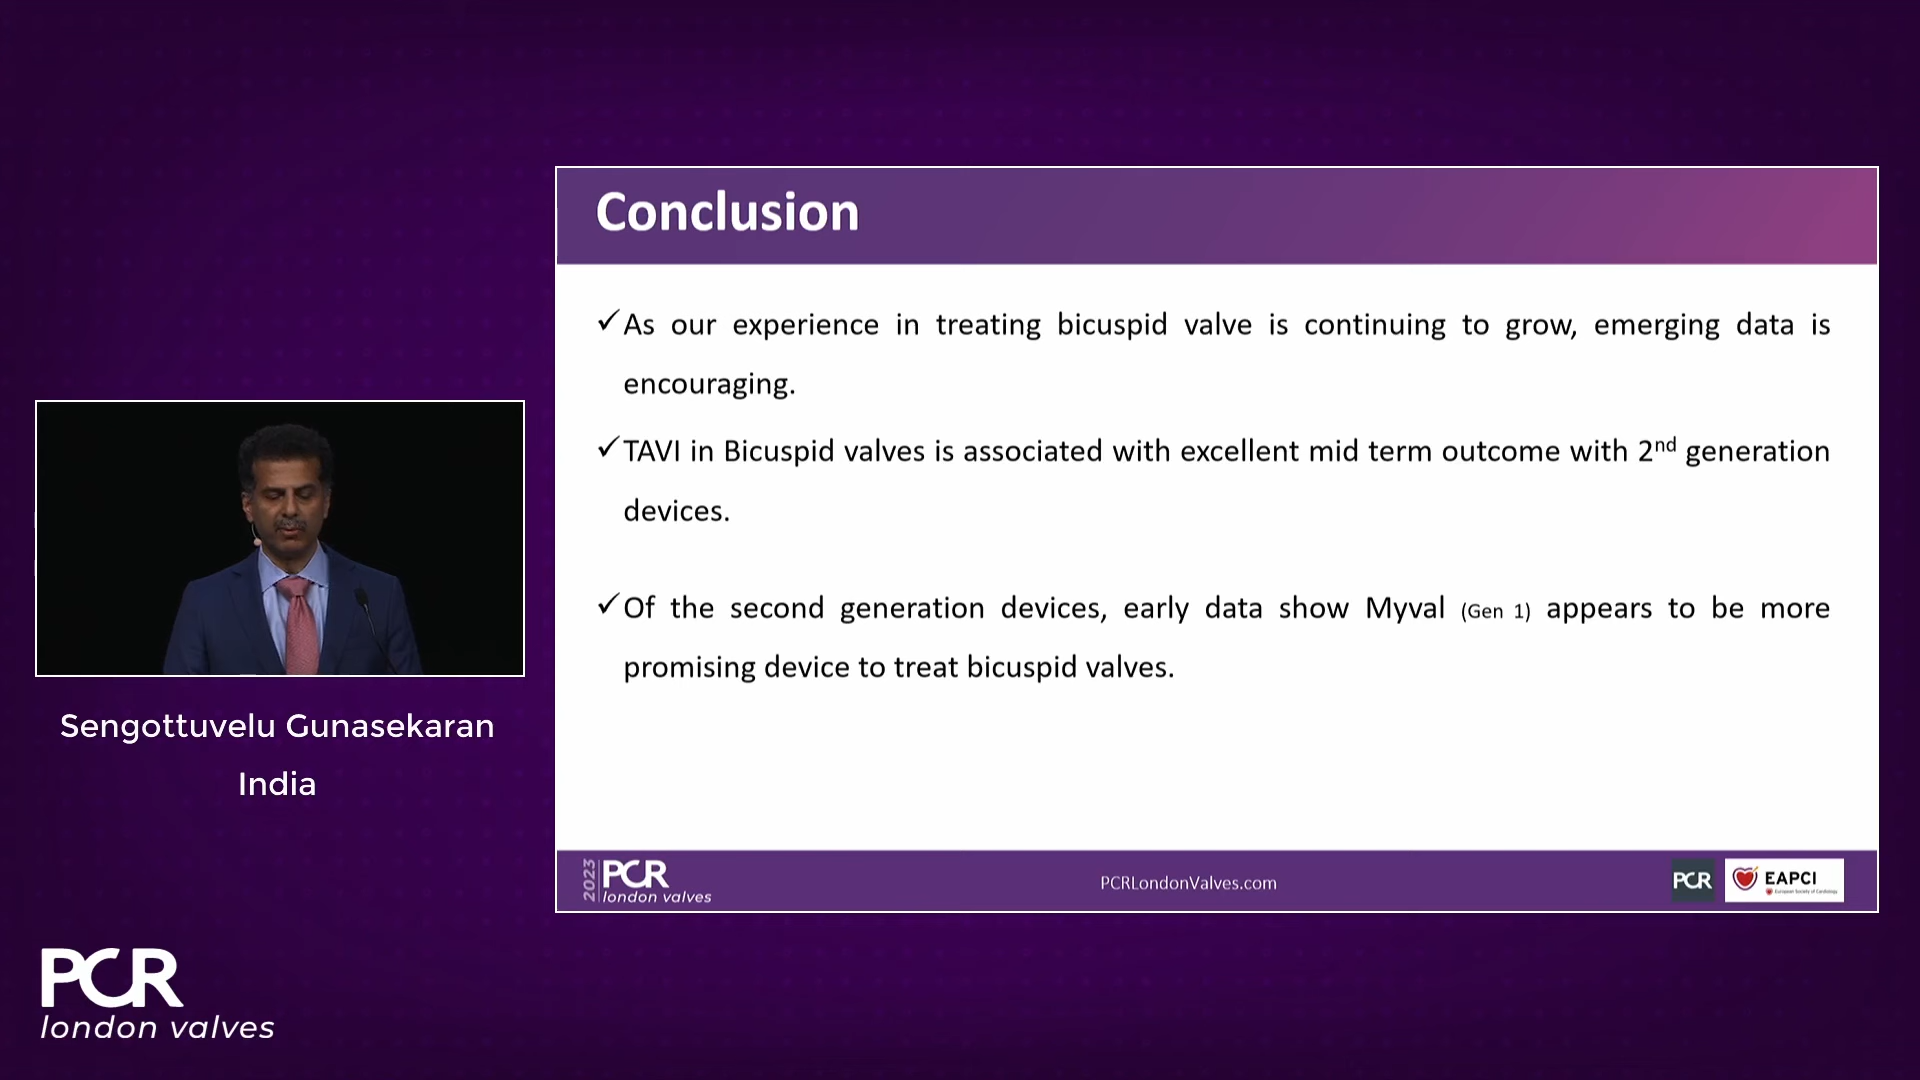 Conclusion
✓As our experience in treating bicuspid valve is continuing to grow, emerging data is
encouraging.
✓TAVI in Bicuspid valves is associated with excellent mid term outcome with 2nd generation
devices.
✓Of the second generation devices, early data show Myval (Gen 1) appears to be more
promising device to treat bicuspid valves.
Sengottuvelu Gunasekaran
India
2023
PCR
london valves
PCRLondonValves.com
PCR
EAPCI
European Society of Cardiology
PCR
london valves